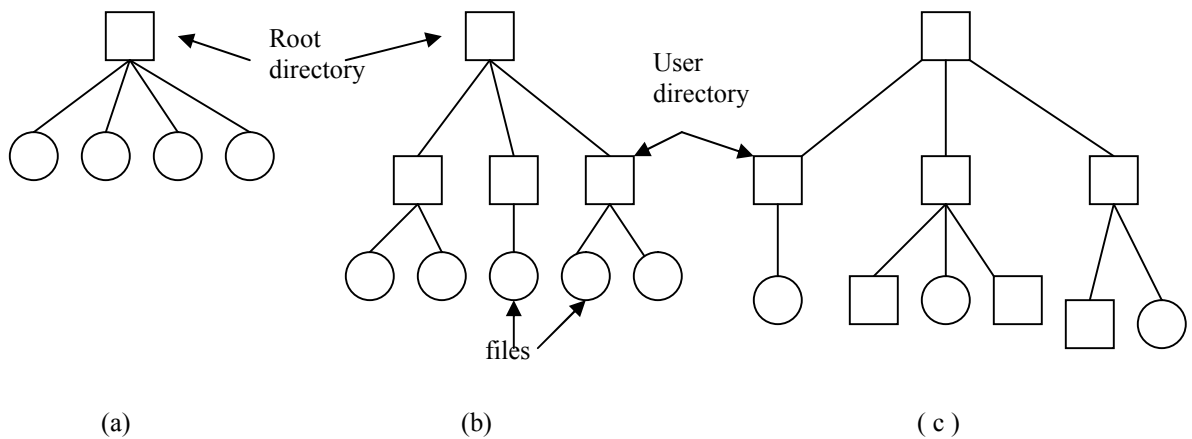 Root
directory
User
directory
files
(a)
(b)
( c )